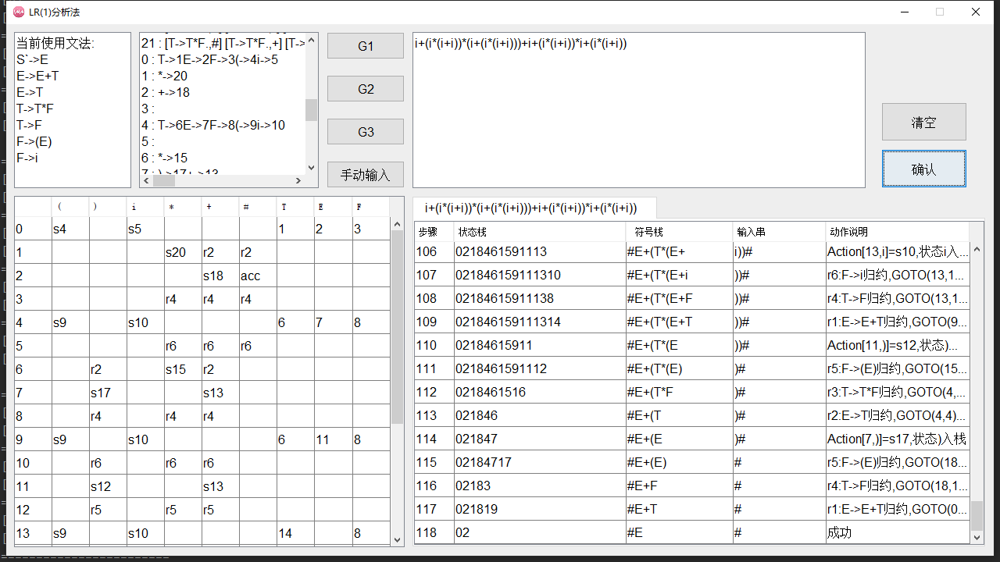 LR(1)分析法
当前使用文法:
S`->E
E->E+T
E->T
T->T*F
T->F
F->(E)
F->i
21 : [T->T*F.,#] [T->T*F.,+] [T->
0 : T->1E->2F->3(->4i->5
1 : *->20
2 : +->18
3 :
4 : T->6E->7F->8(->9i->10
5 :
6 : *->15
7 : )->17+->13
G1
G2
G3
手动输入
i+(i*(i+i))*(i+(i*(i+i)))+i+(i*(i+i))*i+(i*(i+i))
清空
确认
( ) i * + # T E F
0 s4 s5 1 2 3
1 s20 r2 r2
2 s18 acc
3 r4 r4 r4
4 s9 s10 6 7 8
5 r6 r6 r6
6 r2 s15 r2
7 s17 s13
8 r4 r4 r4
9 s9 s10 6 11 8
10 r6 r6 r6
11 s12 s13
12 r5 r5 r5
13 s9 s10 14 8
i+(i*(i+i))*(i+(i*(i+i)))+i+(i*(i+i))*i+(i*(i+i))
步骤 状态栈 符号栈 输入串 动作说明
106 0218461591113 #E+(T*(E+ i))# Action[13,i]=s10,状态i入...
107 021846159111310 #E+(T*(E+i ))# r6:F->i归约,GOTO(13,1...
108 02184615911138 #E+(T*(E+F ))# r4:T->F归约,GOTO(13,1...
109 021846159111314 #E+(T*(E+T ))# r1:E->E+T归约,GOTO(9...
110 02184615911 #E+(T*(E ))# Action[11,)]=s12,状态)...
111 0218461591112 #E+(T*(E) )# r5:F->(E)归约,GOTO(15...
112 0218461516 #E+(T*F )# r3:T->T*F归约,GOTO(4,...
113 021846 #E+(T )# r2:E->T归约,GOTO(4,4)...
114 021847 #E+(E )# Action[7,)]=s17,状态)入栈
115 02184717 #E+(E) # r5:F->(E)归约,GOTO(18...
116 02183 #E+F # r4:T->F归约,GOTO(18,1...
117 021819 #E+T # r1:E->E+T归约,GOTO(0...
118 02 #E # 成功